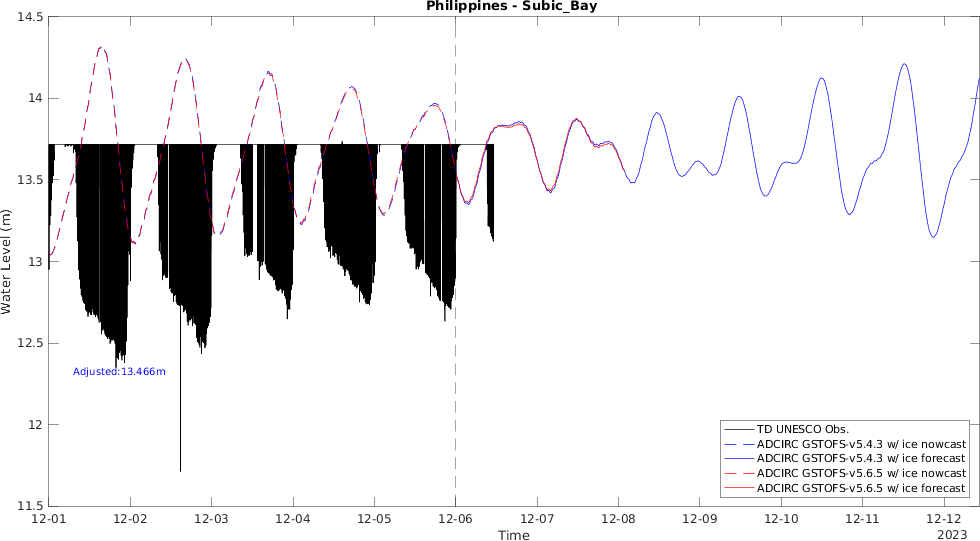 Philippines - Subic_Bay
14.5
14
13.5
13
12.5
12
11.5
Water Level (m)
Adjusted:13.466m
TD UNESCO Obs.
ADCIRC GSTOFS-v5.4.3 w/ ice nowcast
ADCIRC GSTOFS-v5.4.3 w/ ice forecast
ADCIRC GSTOFS-v5.6.5 w/ ice nowcast
ADCIRC GSTOFS-v5.6.5 w/ ice forecast
12-01 12-02 12-03 12-04 12-05 12-06 12-07 12-08 12-09 12-10 12-11 12-12
Time 2023